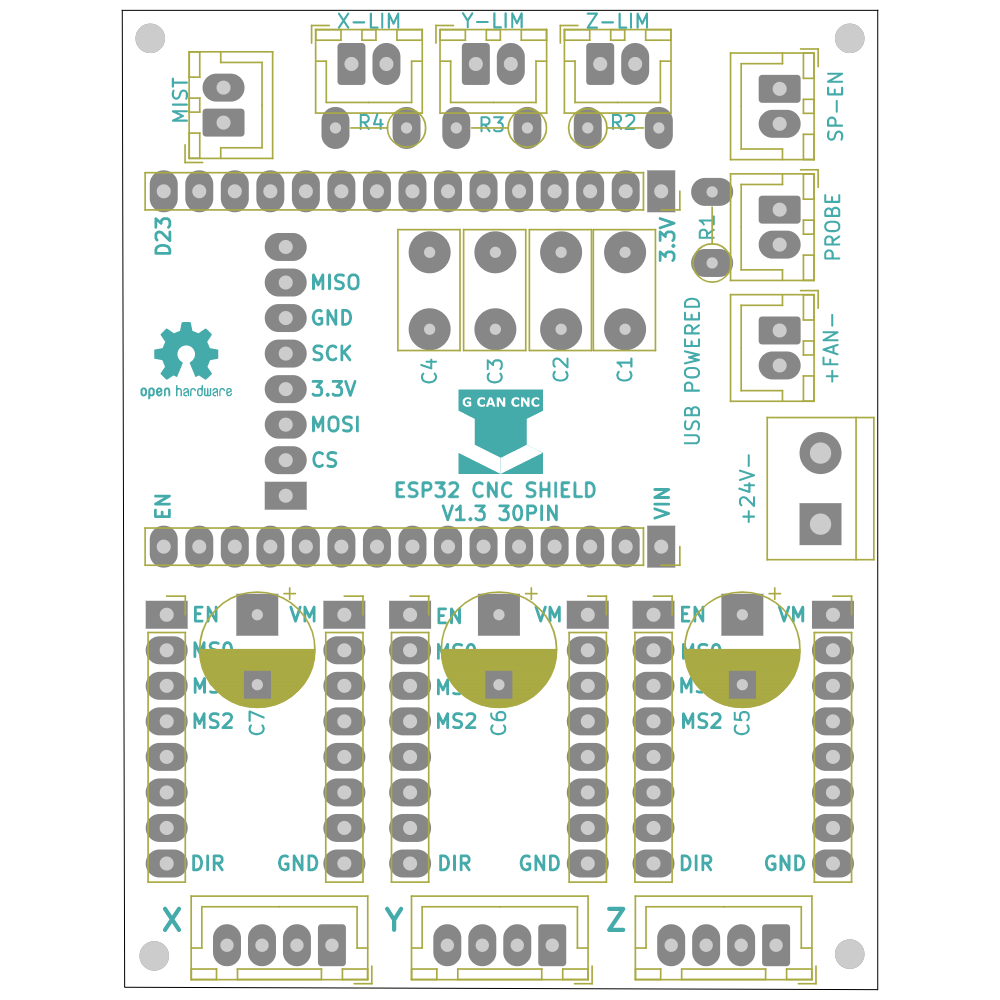 X-LIM
Y-LIM
Z-LIM
MIST
R4
R3
R2
SP-EN
D23
3.3V
R1
PROBE
MISO
GND
SCK
3.3V
MOSI
CS
open hardware
C4
C3
C2
C1
USB POWERED
+FAN-
G CAN CNC
ESP32 CNC SHIELD
V1.3 30PIN
EN
VIN
+24V-
EN
+
VM
EN
+
VM
EN
+
VM
MS0
MS0
MS0
MS2
C7
MS2
C6
MS2
C5
DIR
GND
DIR
GND
DIR
GND
X
Y
Z